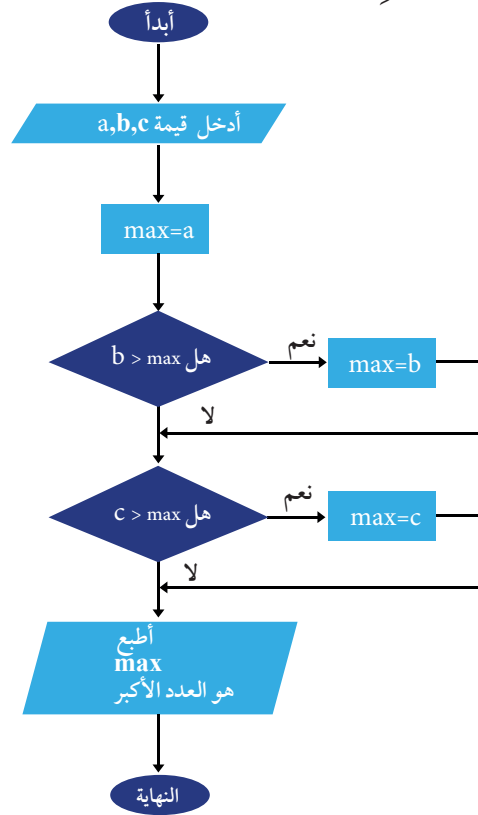 أبدأ
أدخل قيمة a,b,c
max=a
هل b > max
نعم
max=b
لا
هل c > max
نعم
max=c
لا
أطبع
max
هو العدد الأكبر
النهاية